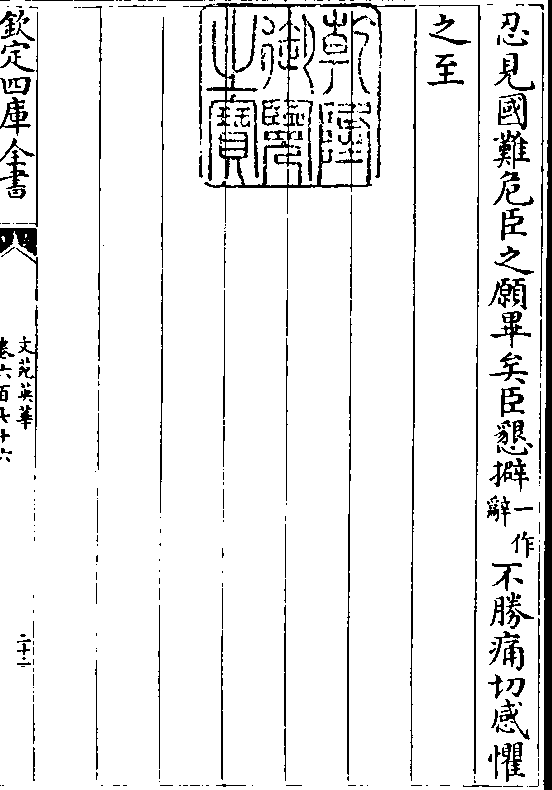 忍見國難危臣之願畢矣臣懇擗一作辭不勝痛切感懼
之至
乾隆御覽之寶
欽定四庫全書
文苑英華
卷六百七十六
二十二